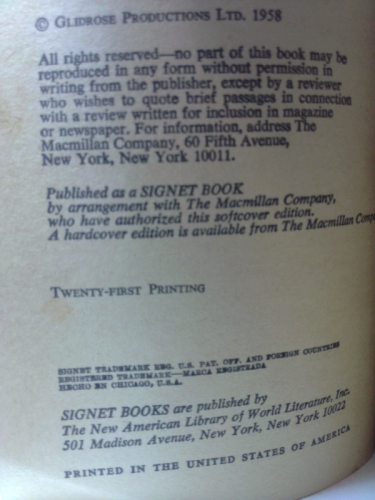 © GLIDROSE PRODUCTIONS LTD. 1958
All rights reserved—no part of this book may be
reproduced in any form without permission in
writing from the publisher, except by a reviewer
who wishes to quote brief passages in connection
with a review written for inclusion in magazine
or newspaper. For information, address The
Macmillan Company, 60 Fifth Avenue,
New York, New York 10011.
Published as a SIGNET BOOK
by arrangement with The Macmillan Company,
who have authorized this softcover edition.
A hardcover edition is available from The Macmillan Comp
TWENTY-FIRST PRINTING
SIGNET TRADEMARK REG. U.S. PAT. OFF. AND FOREIGN COUNTRIES
REGISTERED TRADEMARK—MARCA REGISTRADA
HECHO EN CHICAGO, U.S.A.
SIGNET BOOKS are published by
The New American Library of World Literature, Inc.
501 Madison Avenue, New York, New York 10022
PRINTED IN THE UNITED STATES OF AMERICA